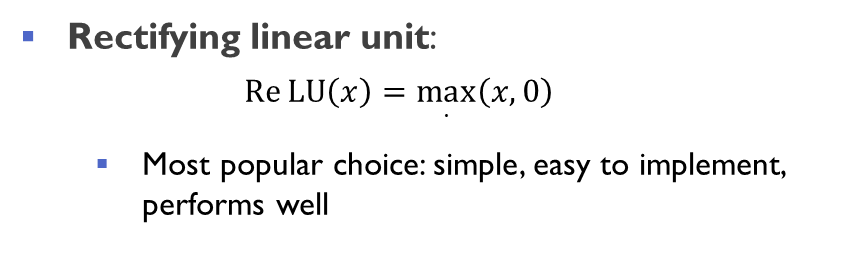 ▪ Rectifying linear unit:
Re LU(x) = max(x, 0)
▪ Most popular choice: simple, easy to implement,
performs well